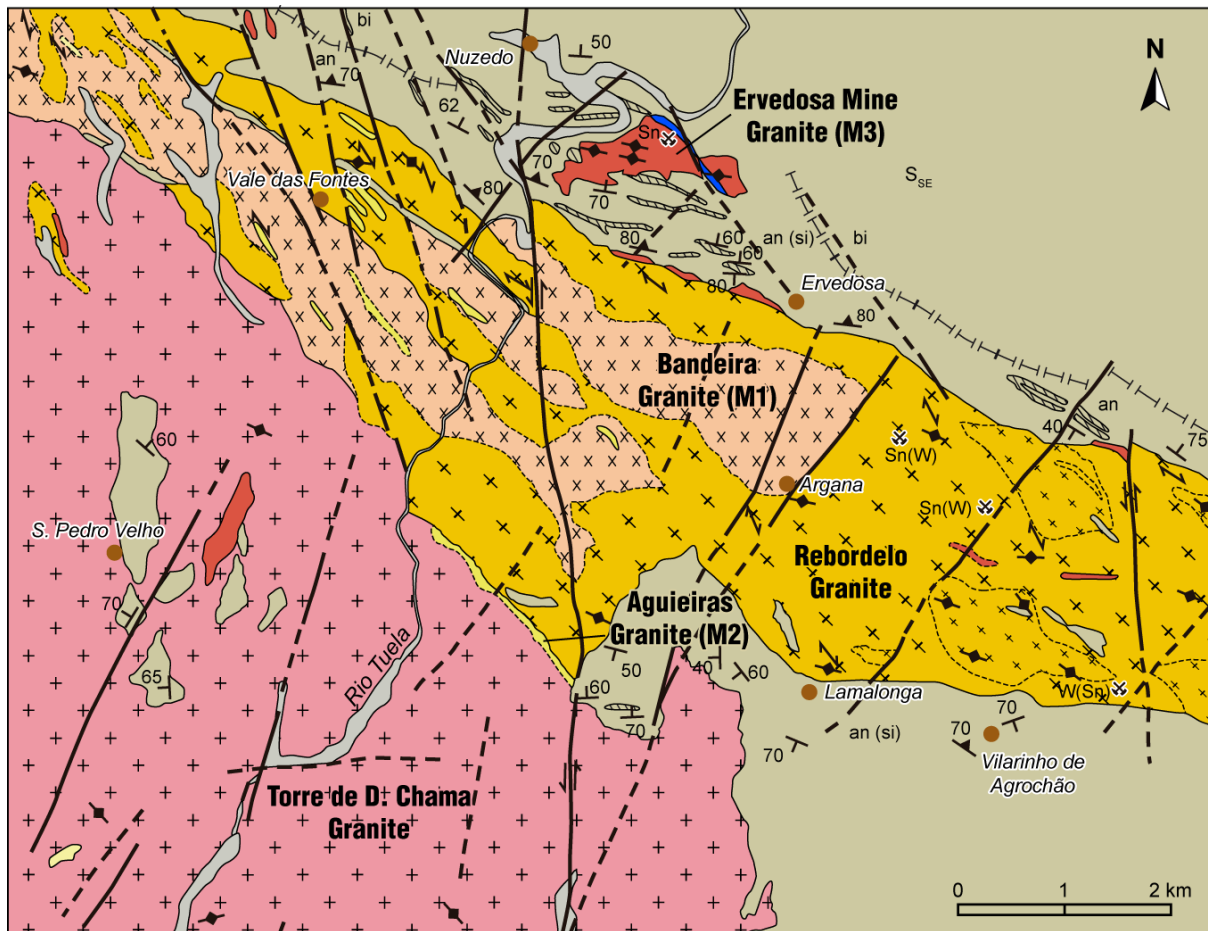 bi
50
N
Nuzedo
an
70
62
Ervedosa Mine
Granite (M3)
Sn
70
S_SE
Vale das Fontes
80
70
80
60
60
an (si)
bi
80
Ervedosa
80
Bandeira
Granite (M1)
an
40
75
60
Sn(W)
Argana
Sn(W)
S. Pedro Velho
Rebordelo
Granite
70
Aguieiras
Granite (M2)
50
40
60
65
Rio Tuela
60
Lamalonga
W(Sn)
70
70
an (si)
70
70
Vilarinho de
Agrochão
Torre de D. Chama
Granite
0
1
2 km